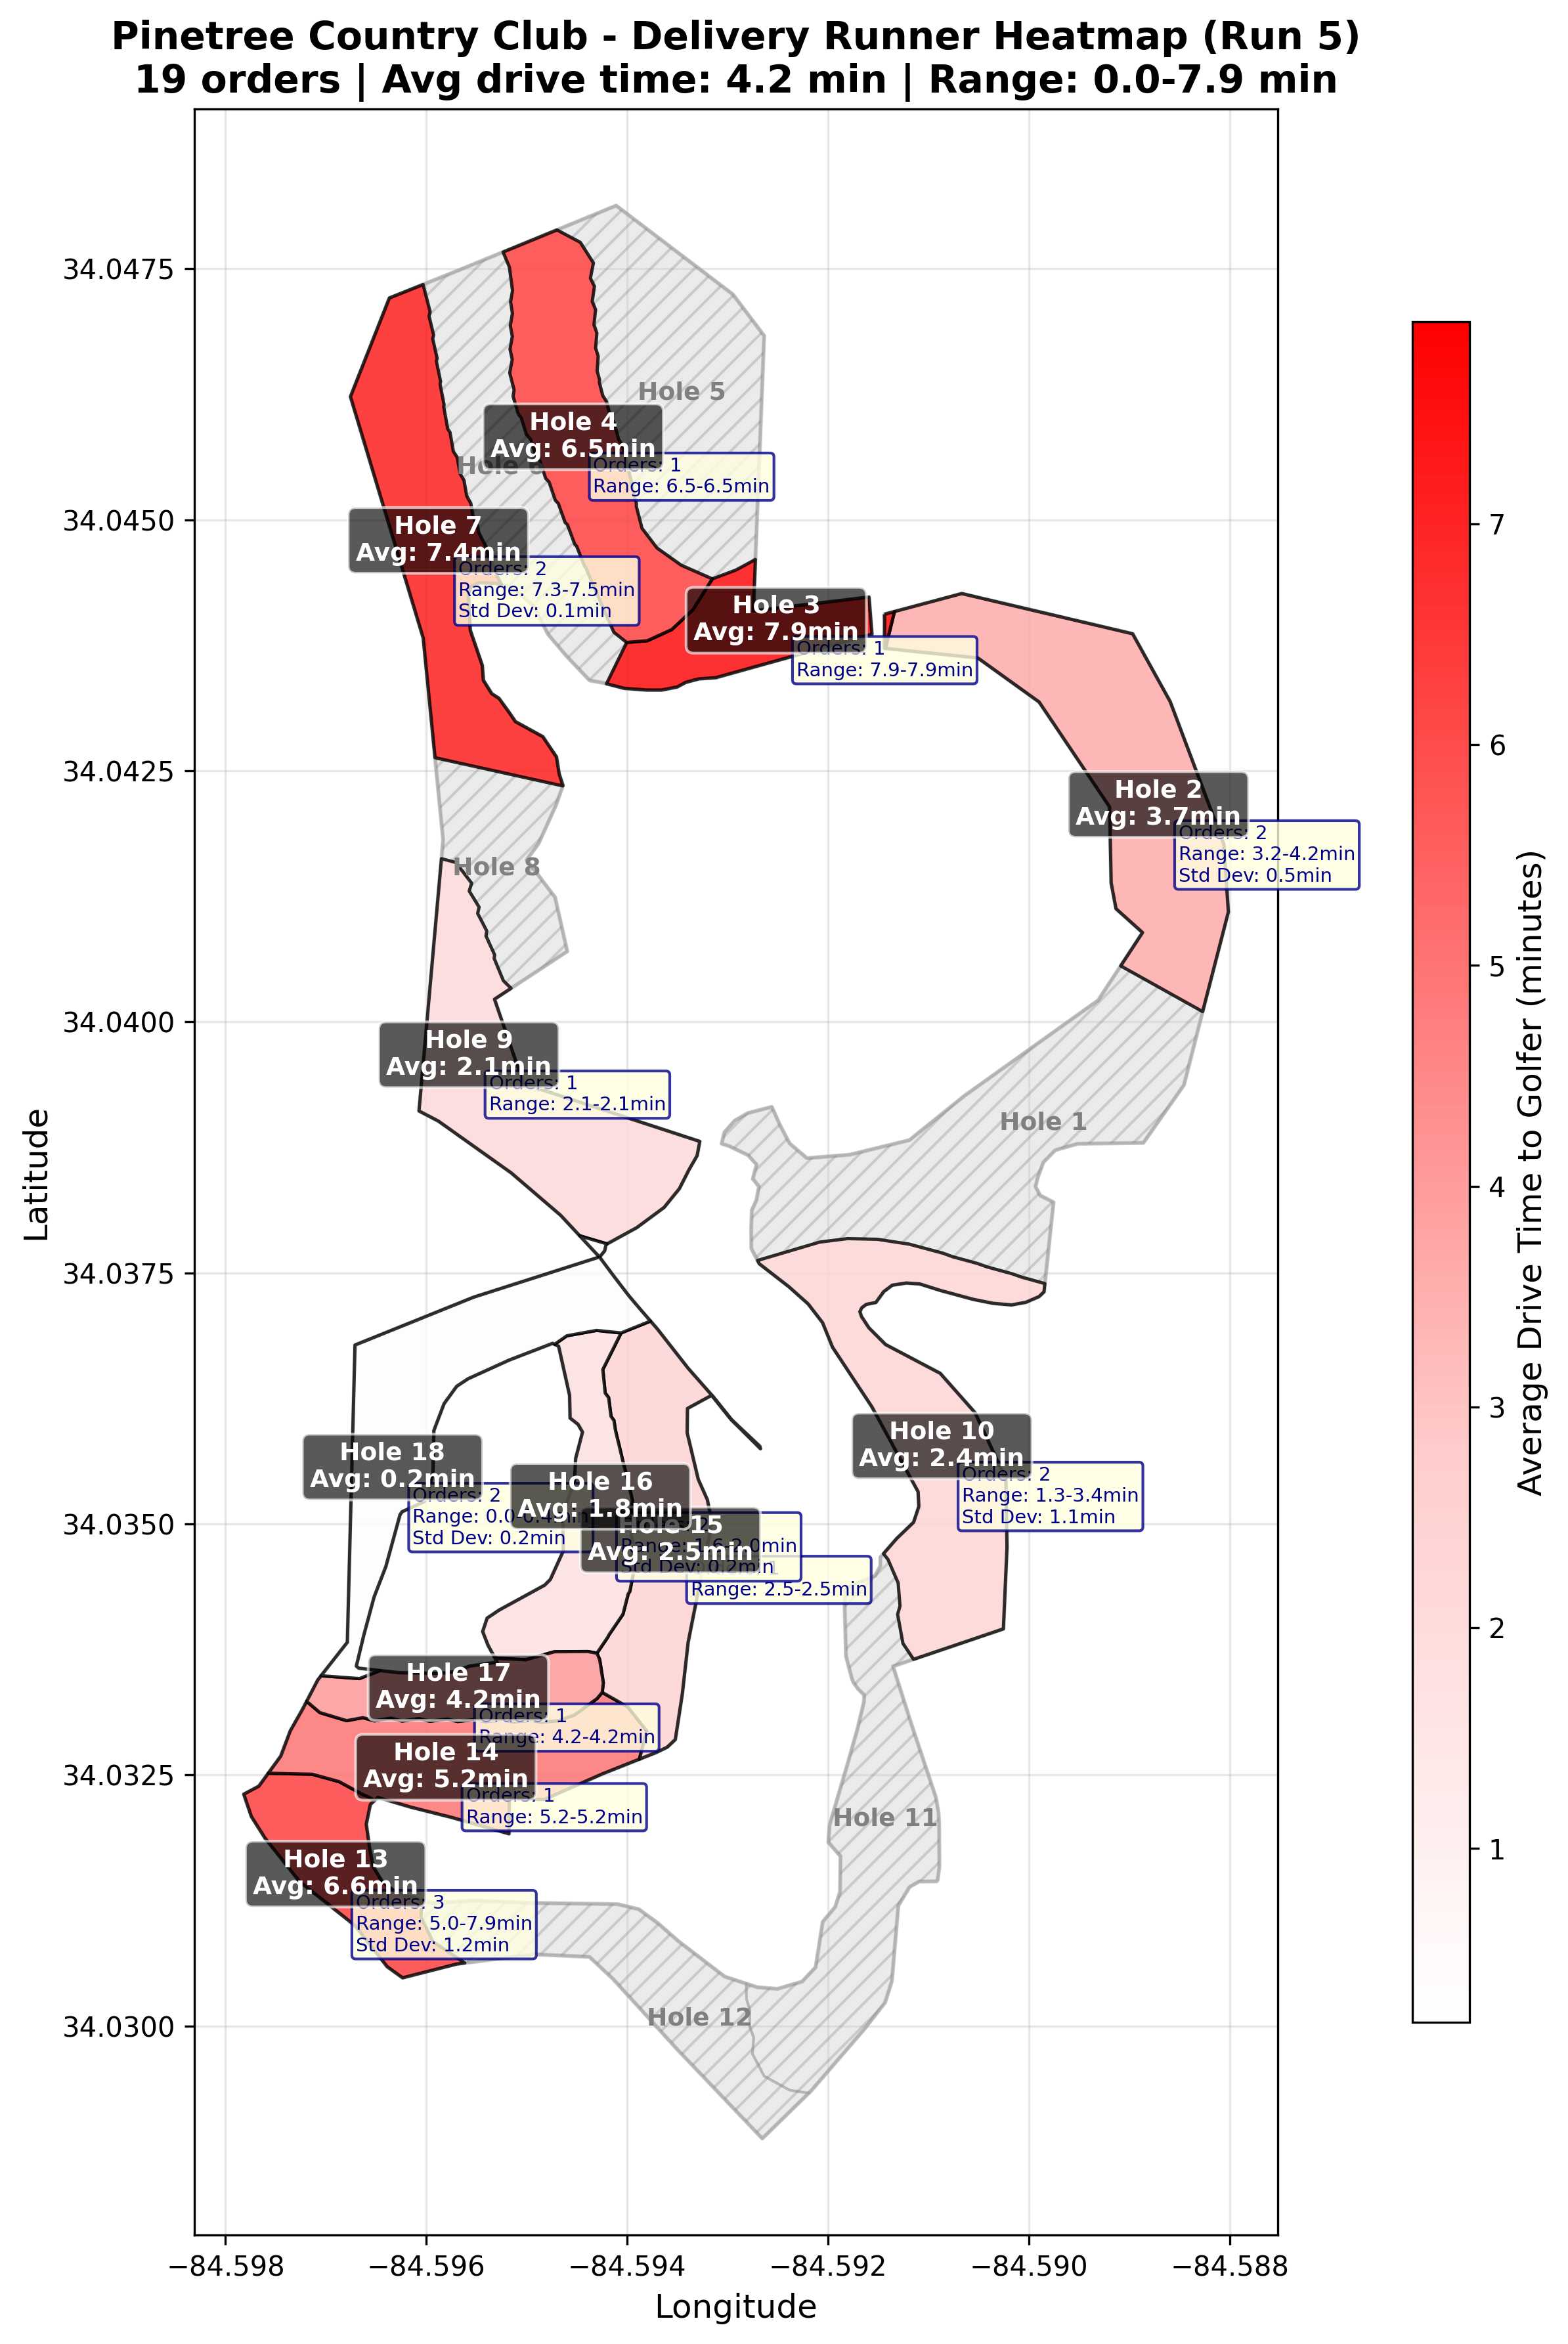 Pinetree Country Club - Delivery Runner Heatmap (Run 5)
19 orders | Avg drive time: 4.2 min | Range: 0.0-7.9 min
34.0475
34.0450
34.0425
34.0400
34.0375
34.0350
34.0325
34.0300
Latitude
−84.598
−84.596
−84.594
−84.592
−84.590
−84.588
Longitude
Hole 5
Hole 4
Avg: 6.5min
Orders: 1
Range: 6.5-6.5min
Hole 6
Hole 7
Avg: 7.4min
Orders: 2
Range: 7.3-7.5min
Std Dev: 0.1min
Hole 3
Avg: 7.9min
Orders: 1
Range: 7.9-7.9min
Hole 2
Avg: 3.7min
Orders: 2
Range: 3.2-4.2min
Std Dev: 0.5min
Hole 8
Hole 9
Avg: 2.1min
Orders: 1
Range: 2.1-2.1min
Hole 1
Hole 10
Avg: 2.4min
Orders: 2
Range: 1.3-3.4min
Std Dev: 1.1min
Hole 18
Avg: 0.2min
Orders: 2
Range:
Std Dev: 0.2min
Hole 16
Avg: 1.8min
Std Dev: 0.2min
Hole 15
Avg: 2.5min
Range: 2.5-2.5min
Hole 17
Avg: 4.2min
Orders: 1
Range: 4.2-4.2min
Hole 14
Avg: 5.2min
Orders: 1
Range: 5.2-5.2min
Hole 13
Avg: 6.6min
Orders: 3
Range: 5.0-7.9min
Std Dev: 1.2min
Hole 11
Hole 12
7
6
5
4
3
2
1
Average Drive Time to Golfer (minutes)